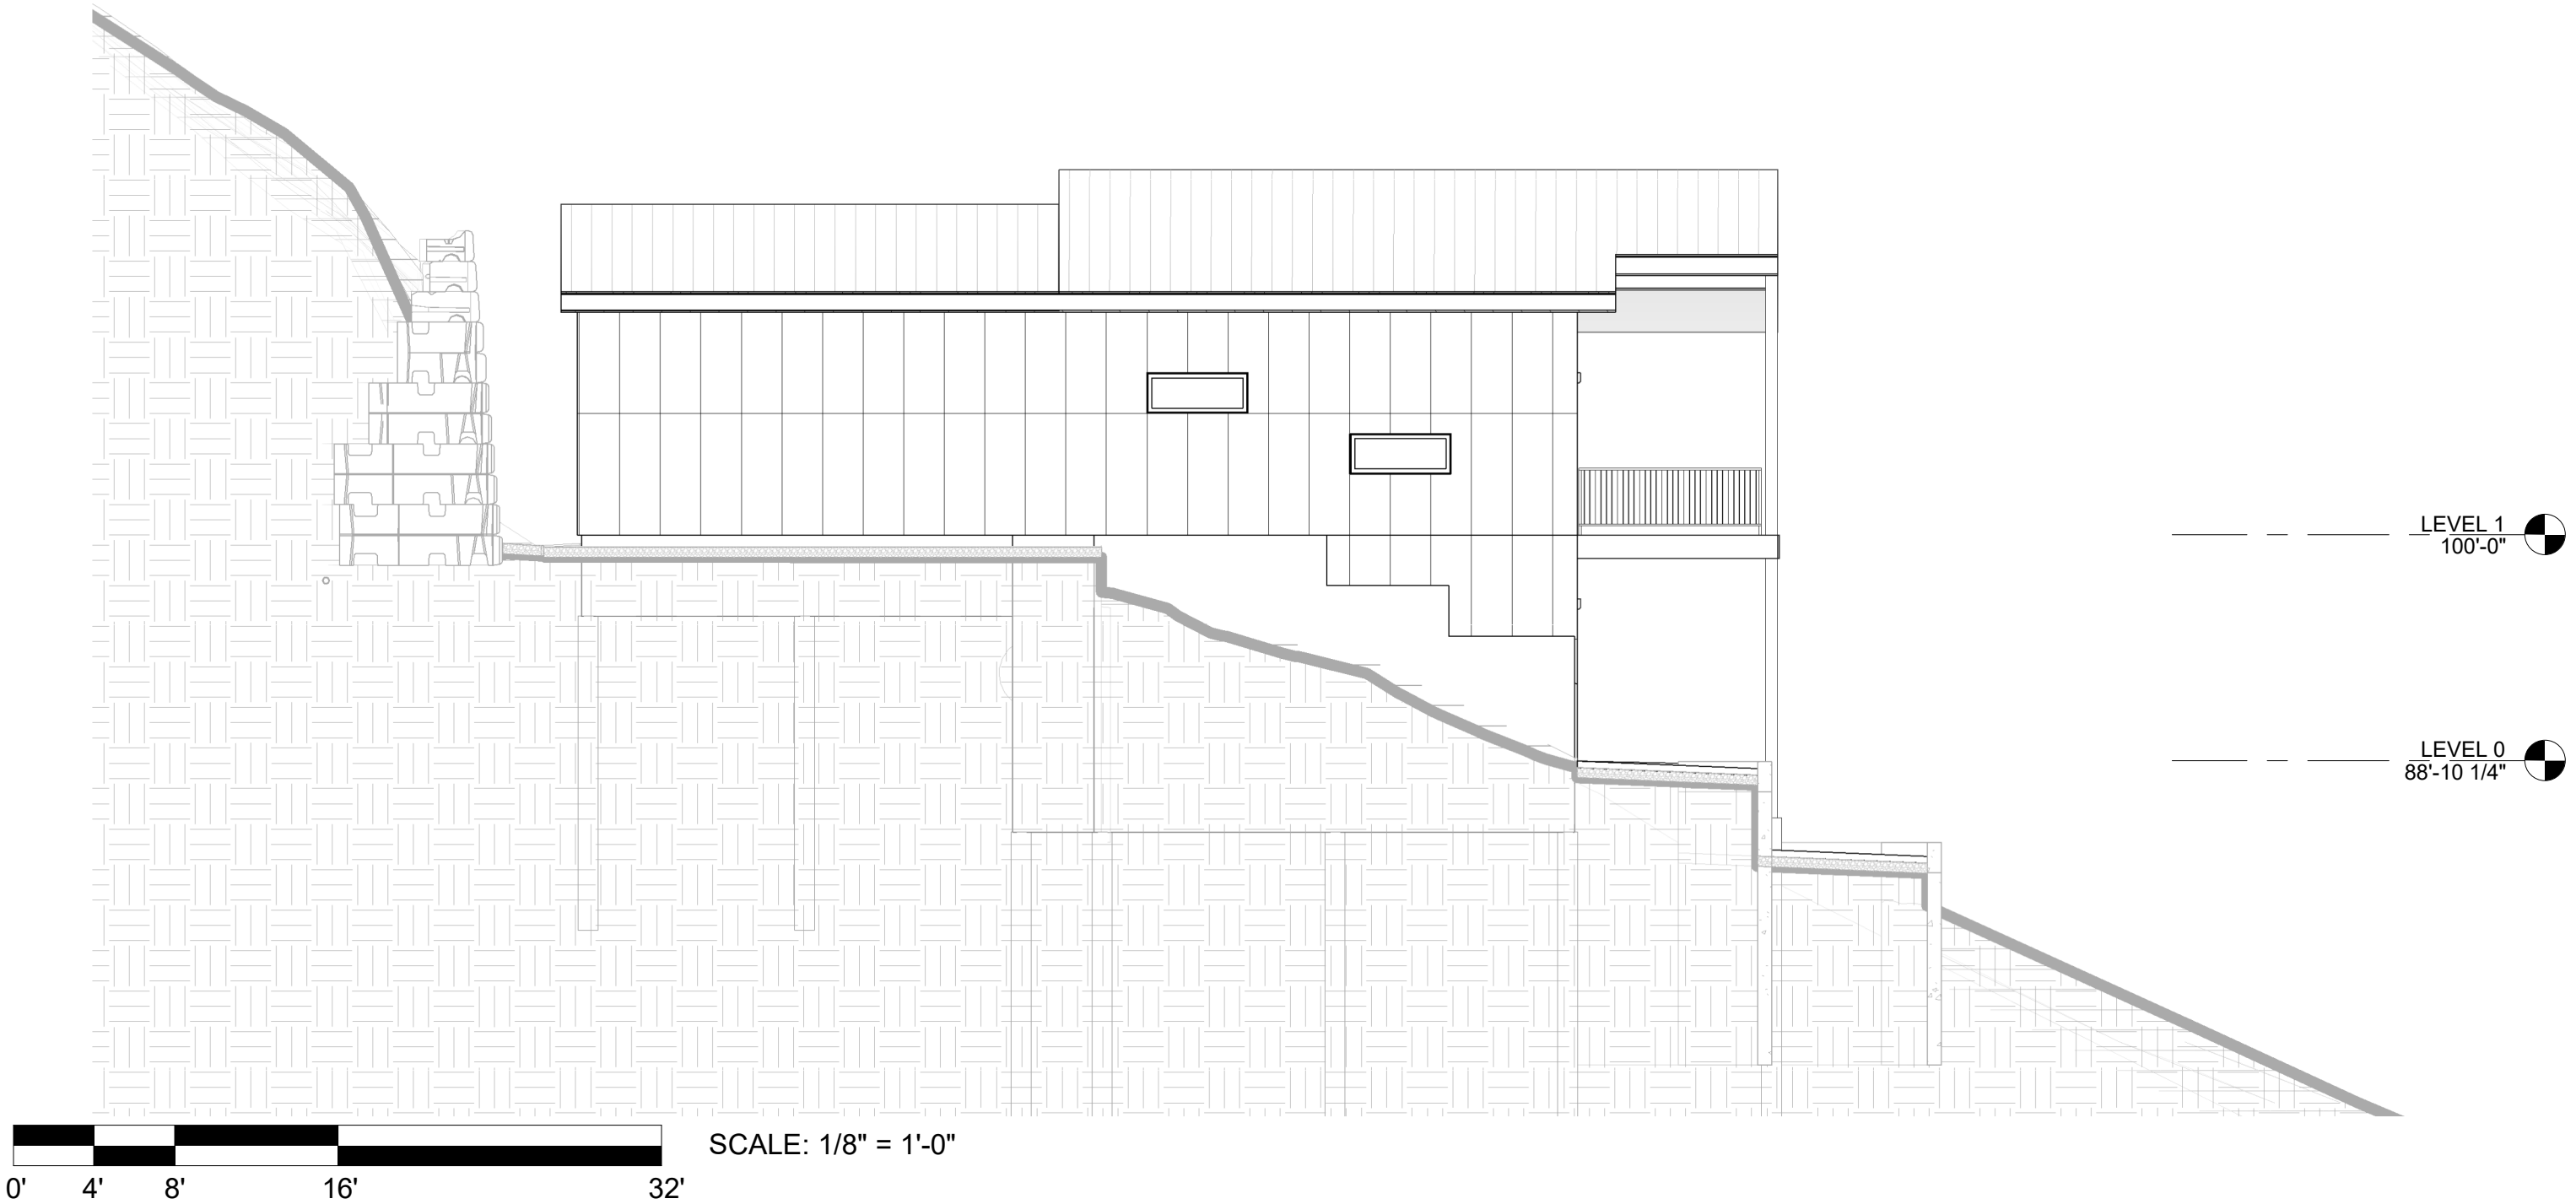 LEVEL 1
100'-0"
LEVEL 0
88'-10 1/4"
SCALE: 1/8" = 1'-0"
0' 4' 8' 16' 32'